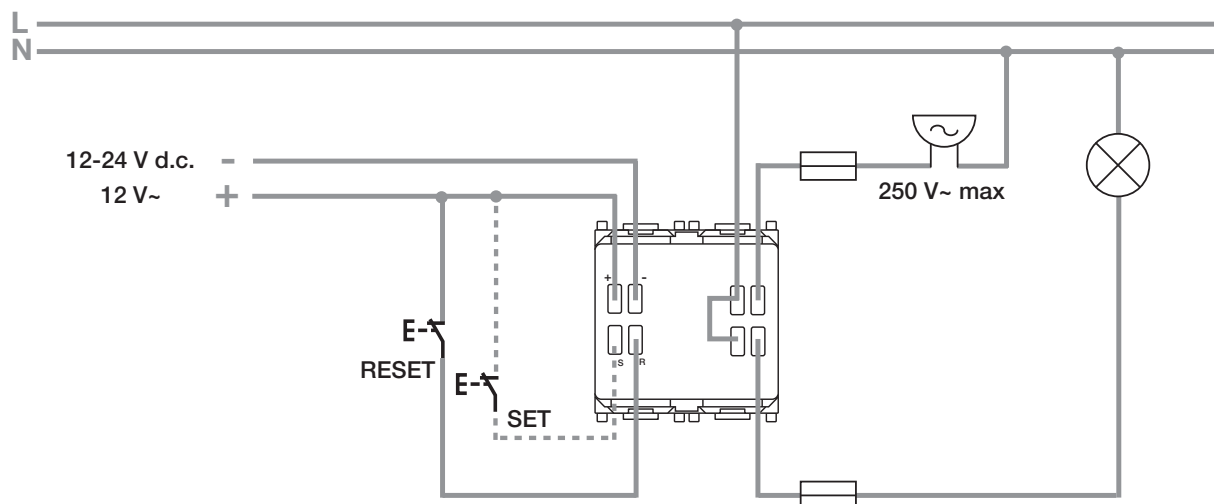 L
N
12-24 V d.c. -
12 V~ +
250 V~ max
+ -
S R
RESET
SET